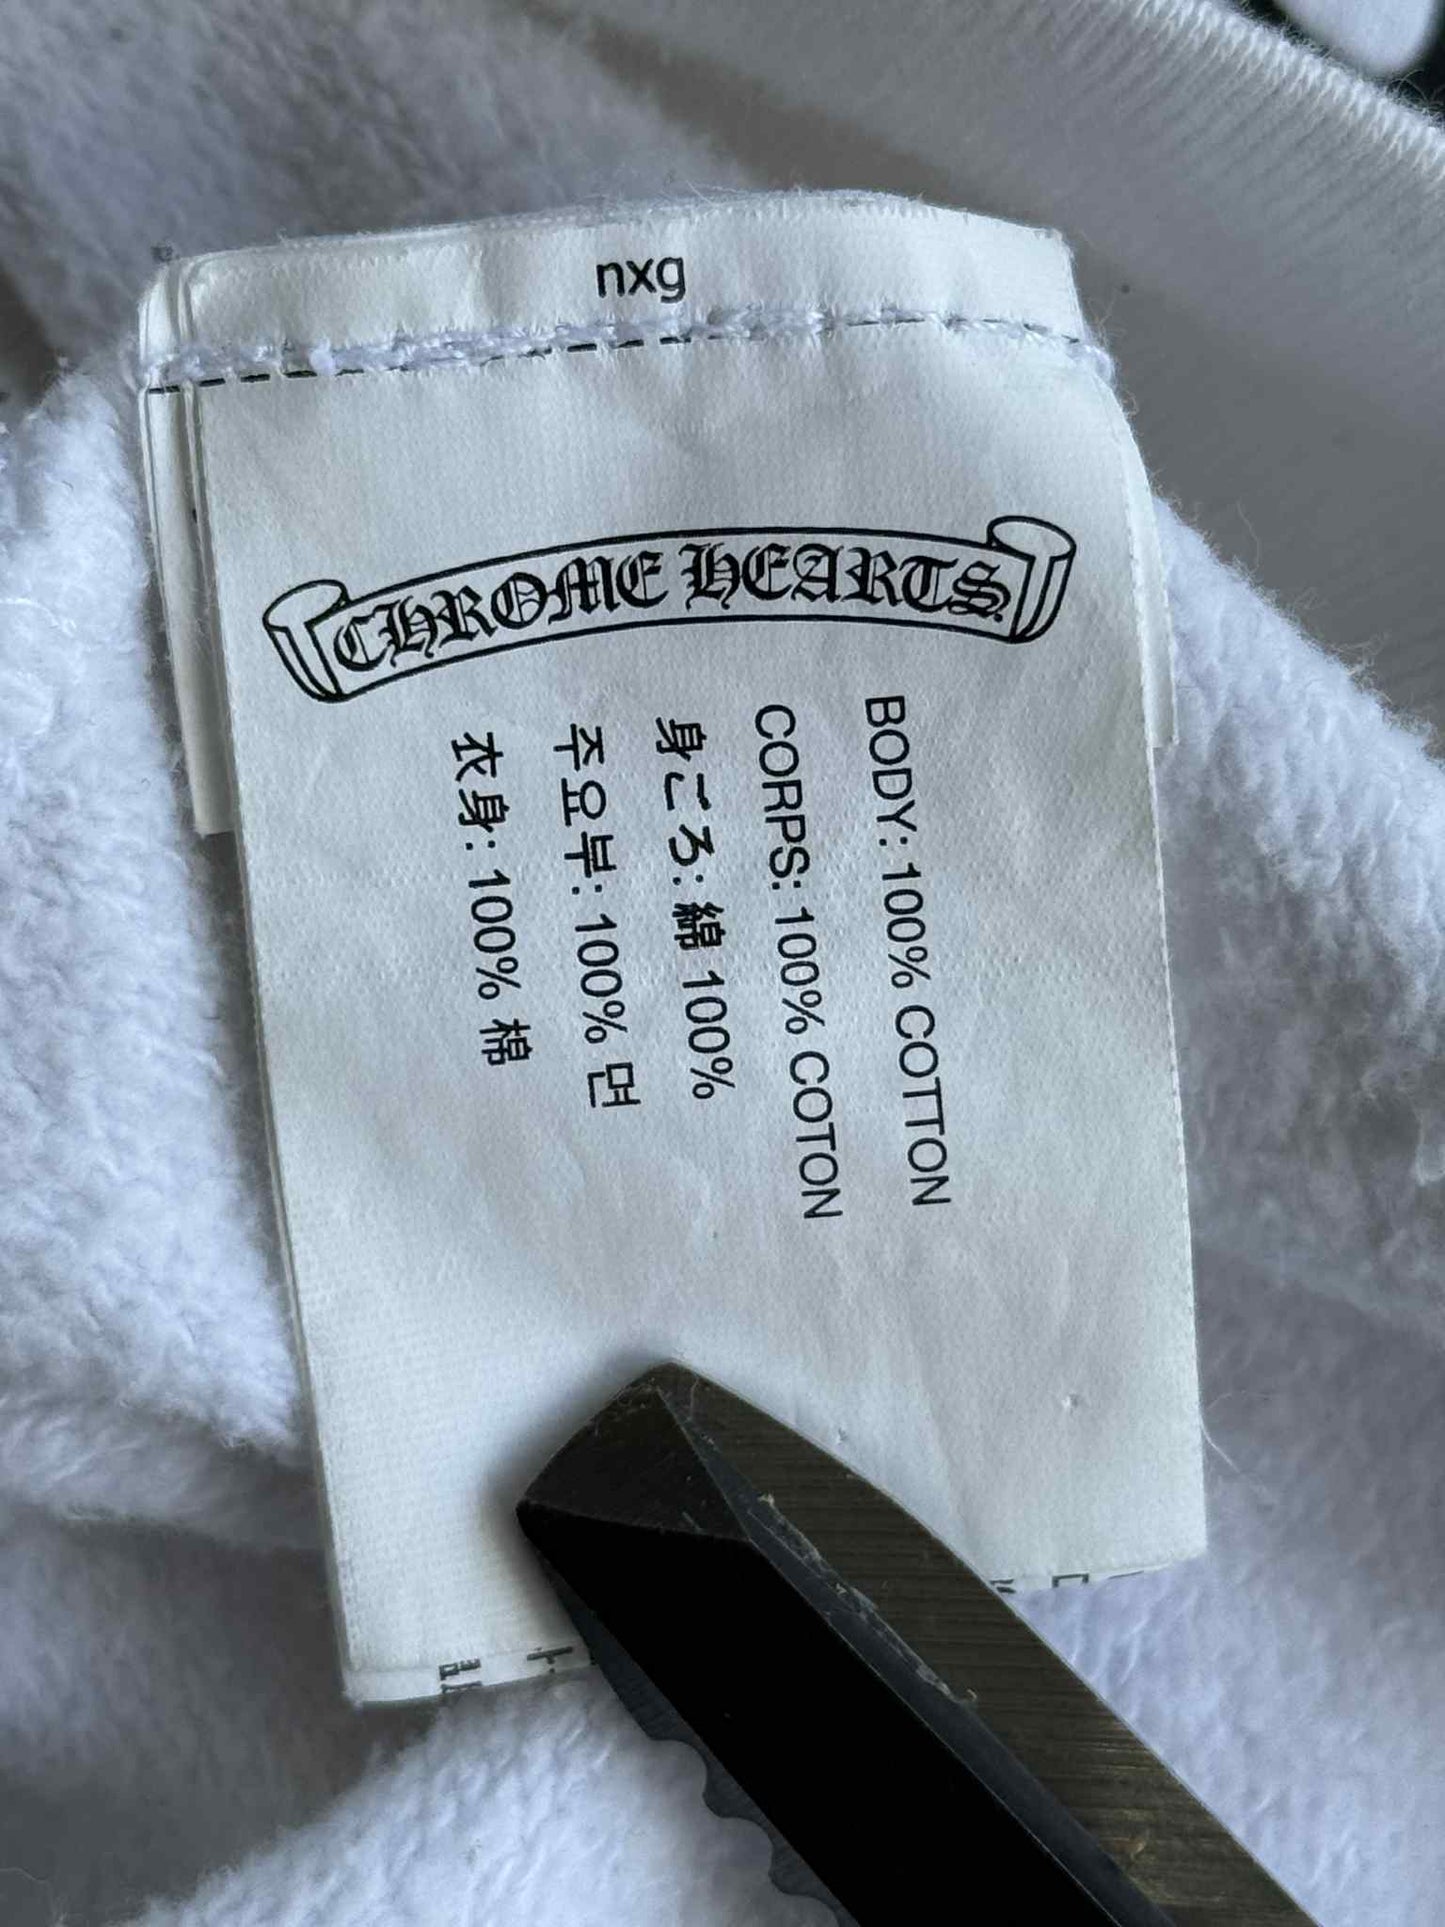 nxg
CHROME HEARTS
BODY: 100% COTTON
CORPS: 100% COTON
身ごろ: 綿 100%
주요부: 100% 면
衣身: 100% 棉